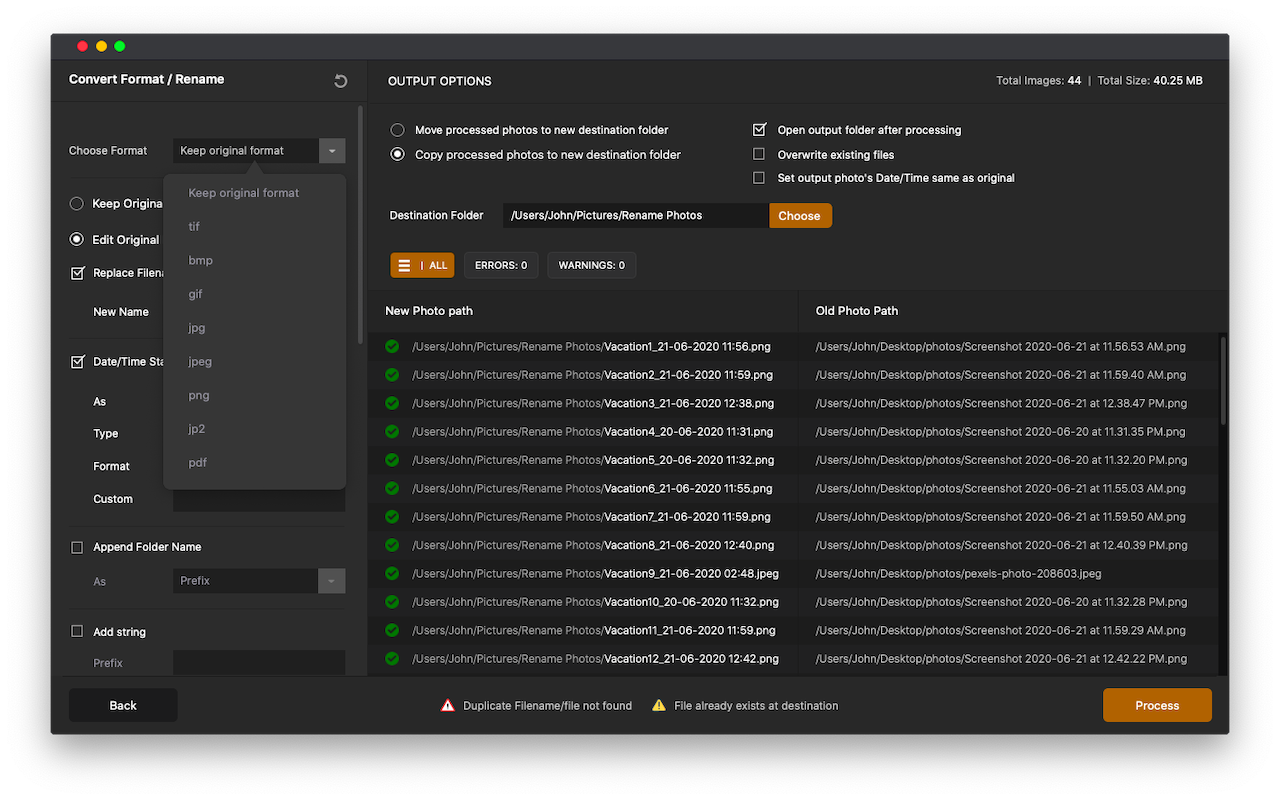 Convert Format / Rename
Choose Format
Keep original format
Keep original format
tif
bmp
gif
jpg
jpeg
png
jp2
pdf
Keep Origina
Edit Original
Replace Filena
New Name
Date/Time Sta
As
Type
Format
Custom
Append Folder Name
As
Prefix
Add string
Prefix
Back
OUTPUT OPTIONS
Total Images: 44 | Total Size: 40.25 MB
Move processed photos to new destination folder
Copy processed photos to new destination folder
Open output folder after processing
Overwrite existing files
Set output photo's Date/Time same as original
Destination Folder
/Users/John/Pictures/Rename Photos
Choose
ALL
ERRORS: 0
WARNINGS: 0
New Photo path Old Photo Path
/Users/John/Pictures/Rename Photos/Vacation1_21-06-2020 11:56.png /Users/John/Desktop/photos/Screenshot 2020-06-21 at 11.56.53 AM.png
/Users/John/Pictures/Rename Photos/Vacation2_21-06-2020 11:59.png /Users/John/Desktop/photos/Screenshot 2020-06-21 at 11.59.40 AM.png
/Users/John/Pictures/Rename Photos/Vacation3_21-06-2020 12:38.png /Users/John/Desktop/photos/Screenshot 2020-06-21 at 12.38.47 PM.png
/Users/John/Pictures/Rename Photos/Vacation4_20-06-2020 11:31.png /Users/John/Desktop/photos/Screenshot 2020-06-20 at 11.31.35 PM.png
/Users/John/Pictures/Rename Photos/Vacation5_20-06-2020 11:32.png /Users/John/Desktop/photos/Screenshot 2020-06-20 at 11.32.20 PM.png
/Users/John/Pictures/Rename Photos/Vacation6_21-06-2020 11:55.png /Users/John/Desktop/photos/Screenshot 2020-06-21 at 11.55.03 AM.png
/Users/John/Pictures/Rename Photos/Vacation7_21-06-2020 11:59.png /Users/John/Desktop/photos/Screenshot 2020-06-21 at 11.59.50 AM.png
/Users/John/Pictures/Rename Photos/Vacation8_21-06-2020 12:40.png /Users/John/Desktop/photos/Screenshot 2020-06-21 at 12.40.39 PM.png
/Users/John/Pictures/Rename Photos/Vacation9_21-06-2020 02:48.jpeg /Users/John/Desktop/photos/pexels-photo-208603.jpeg
/Users/John/Pictures/Rename Photos/Vacation10_20-06-2020 11:32.png /Users/John/Desktop/photos/Screenshot 2020-06-20 at 11.32.28 PM.png
/Users/John/Pictures/Rename Photos/Vacation11_21-06-2020 11:59.png /Users/John/Desktop/photos/Screenshot 2020-06-21 at 11.59.29 AM.png
/Users/John/Pictures/Rename Photos/Vacation12_21-06-2020 12:42.png /Users/John/Desktop/photos/Screenshot 2020-06-21 at 12.42.22 PM.png
Duplicate Filename/file not found
File already exists at destination
Process